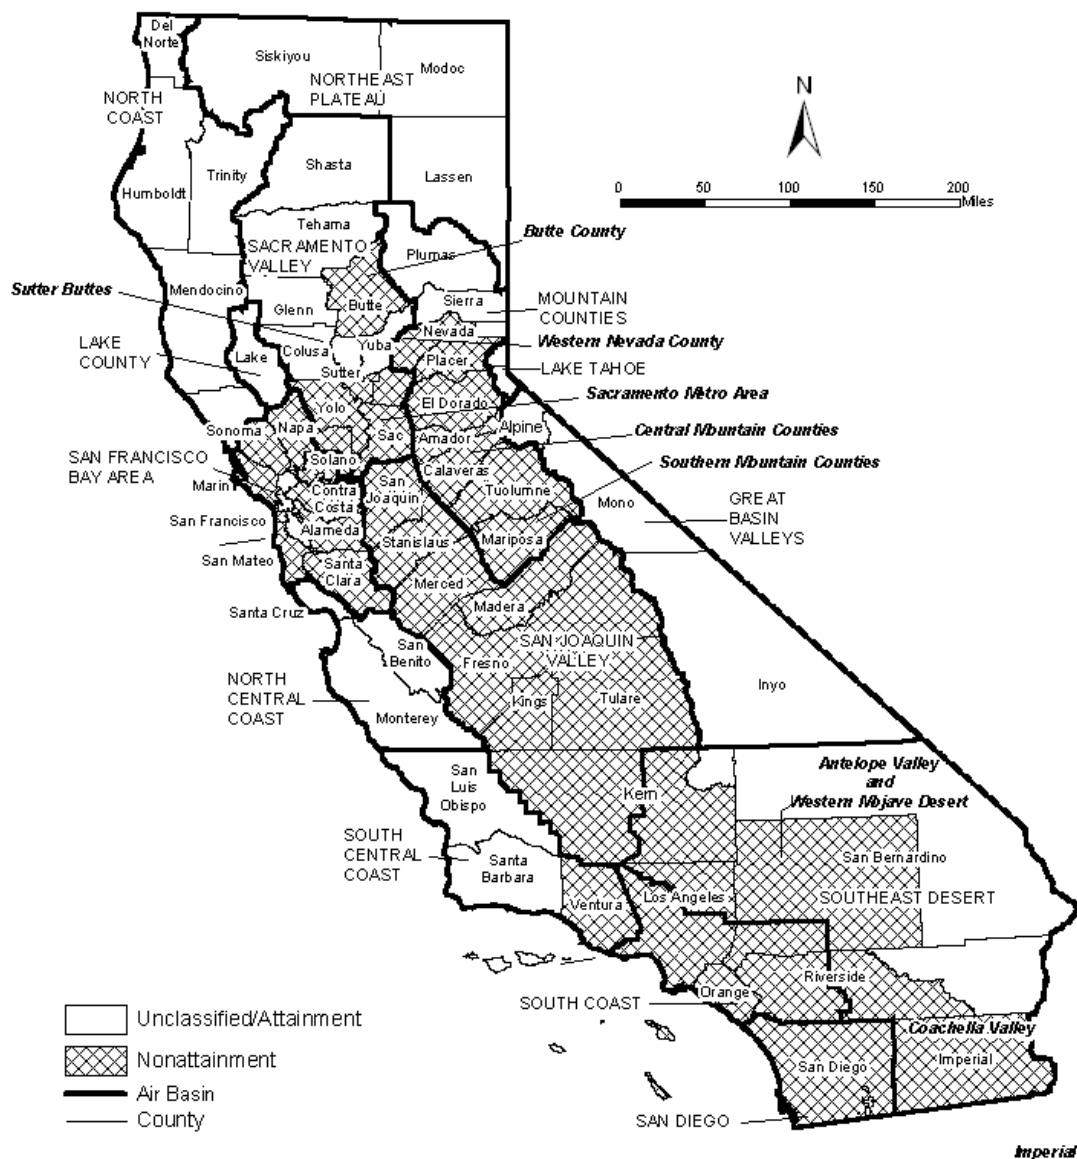 Del
Norte
Siskiyou
Modoc
NORTHEAST
PLATEAU
NORTH
COAST
N
Shasta
Trinity
Lassen
Humboldt
0 50 100 150 200
Miles
Tehama
Butte County
SACRAMENTO
VALLEY
Plumas
Sutter Buttes
Mendocino
Glenn
Butte
Sierra
MOUNTAIN
COUNTIES
Nevada
Western Nevada County
LAKE
COUNTY
Lake
Colusa
Yuba
Placer
LAKE TAHOE
Sutter
Sacramento Metro Area
Yolo
El Dorado
Sonoma
Napa
Sac
Amador
Alpine
Central Mountain Counties
SAN FRANCISCO
BAY AREA
Solano
Calaveras
Southern Mountain Counties
Marin
Contra
Costa
San
Joaquin
Tuolumne
Mono
GREAT
BASIN
VALLEYS
San Francisco
Alameda
Stanislaus
Mariposa
San Mateo
Santa
Clara
Merced
Santa Cruz
Madera
San
Benito
SAN JOAQUIN
VALLEY
Fresno
NORTH
CENTRAL
COAST
Monterey
Kings
Tulare
Inyo
San
Luis
Obispo
Kern
Antelope Valley
and
Western Mojave Desert
SOUTH
CENTRAL
COAST
Santa
Barbara
San Bernardino
SOUTHEAST DESERT
Ventura
Los Angeles
Riverside
Orange
SOUTH COAST
Coachella Valley
Imperial
San Diego
SAN DIEGO
Imperial
Unclassified/Attainment
Nonattainment
Air Basin
County